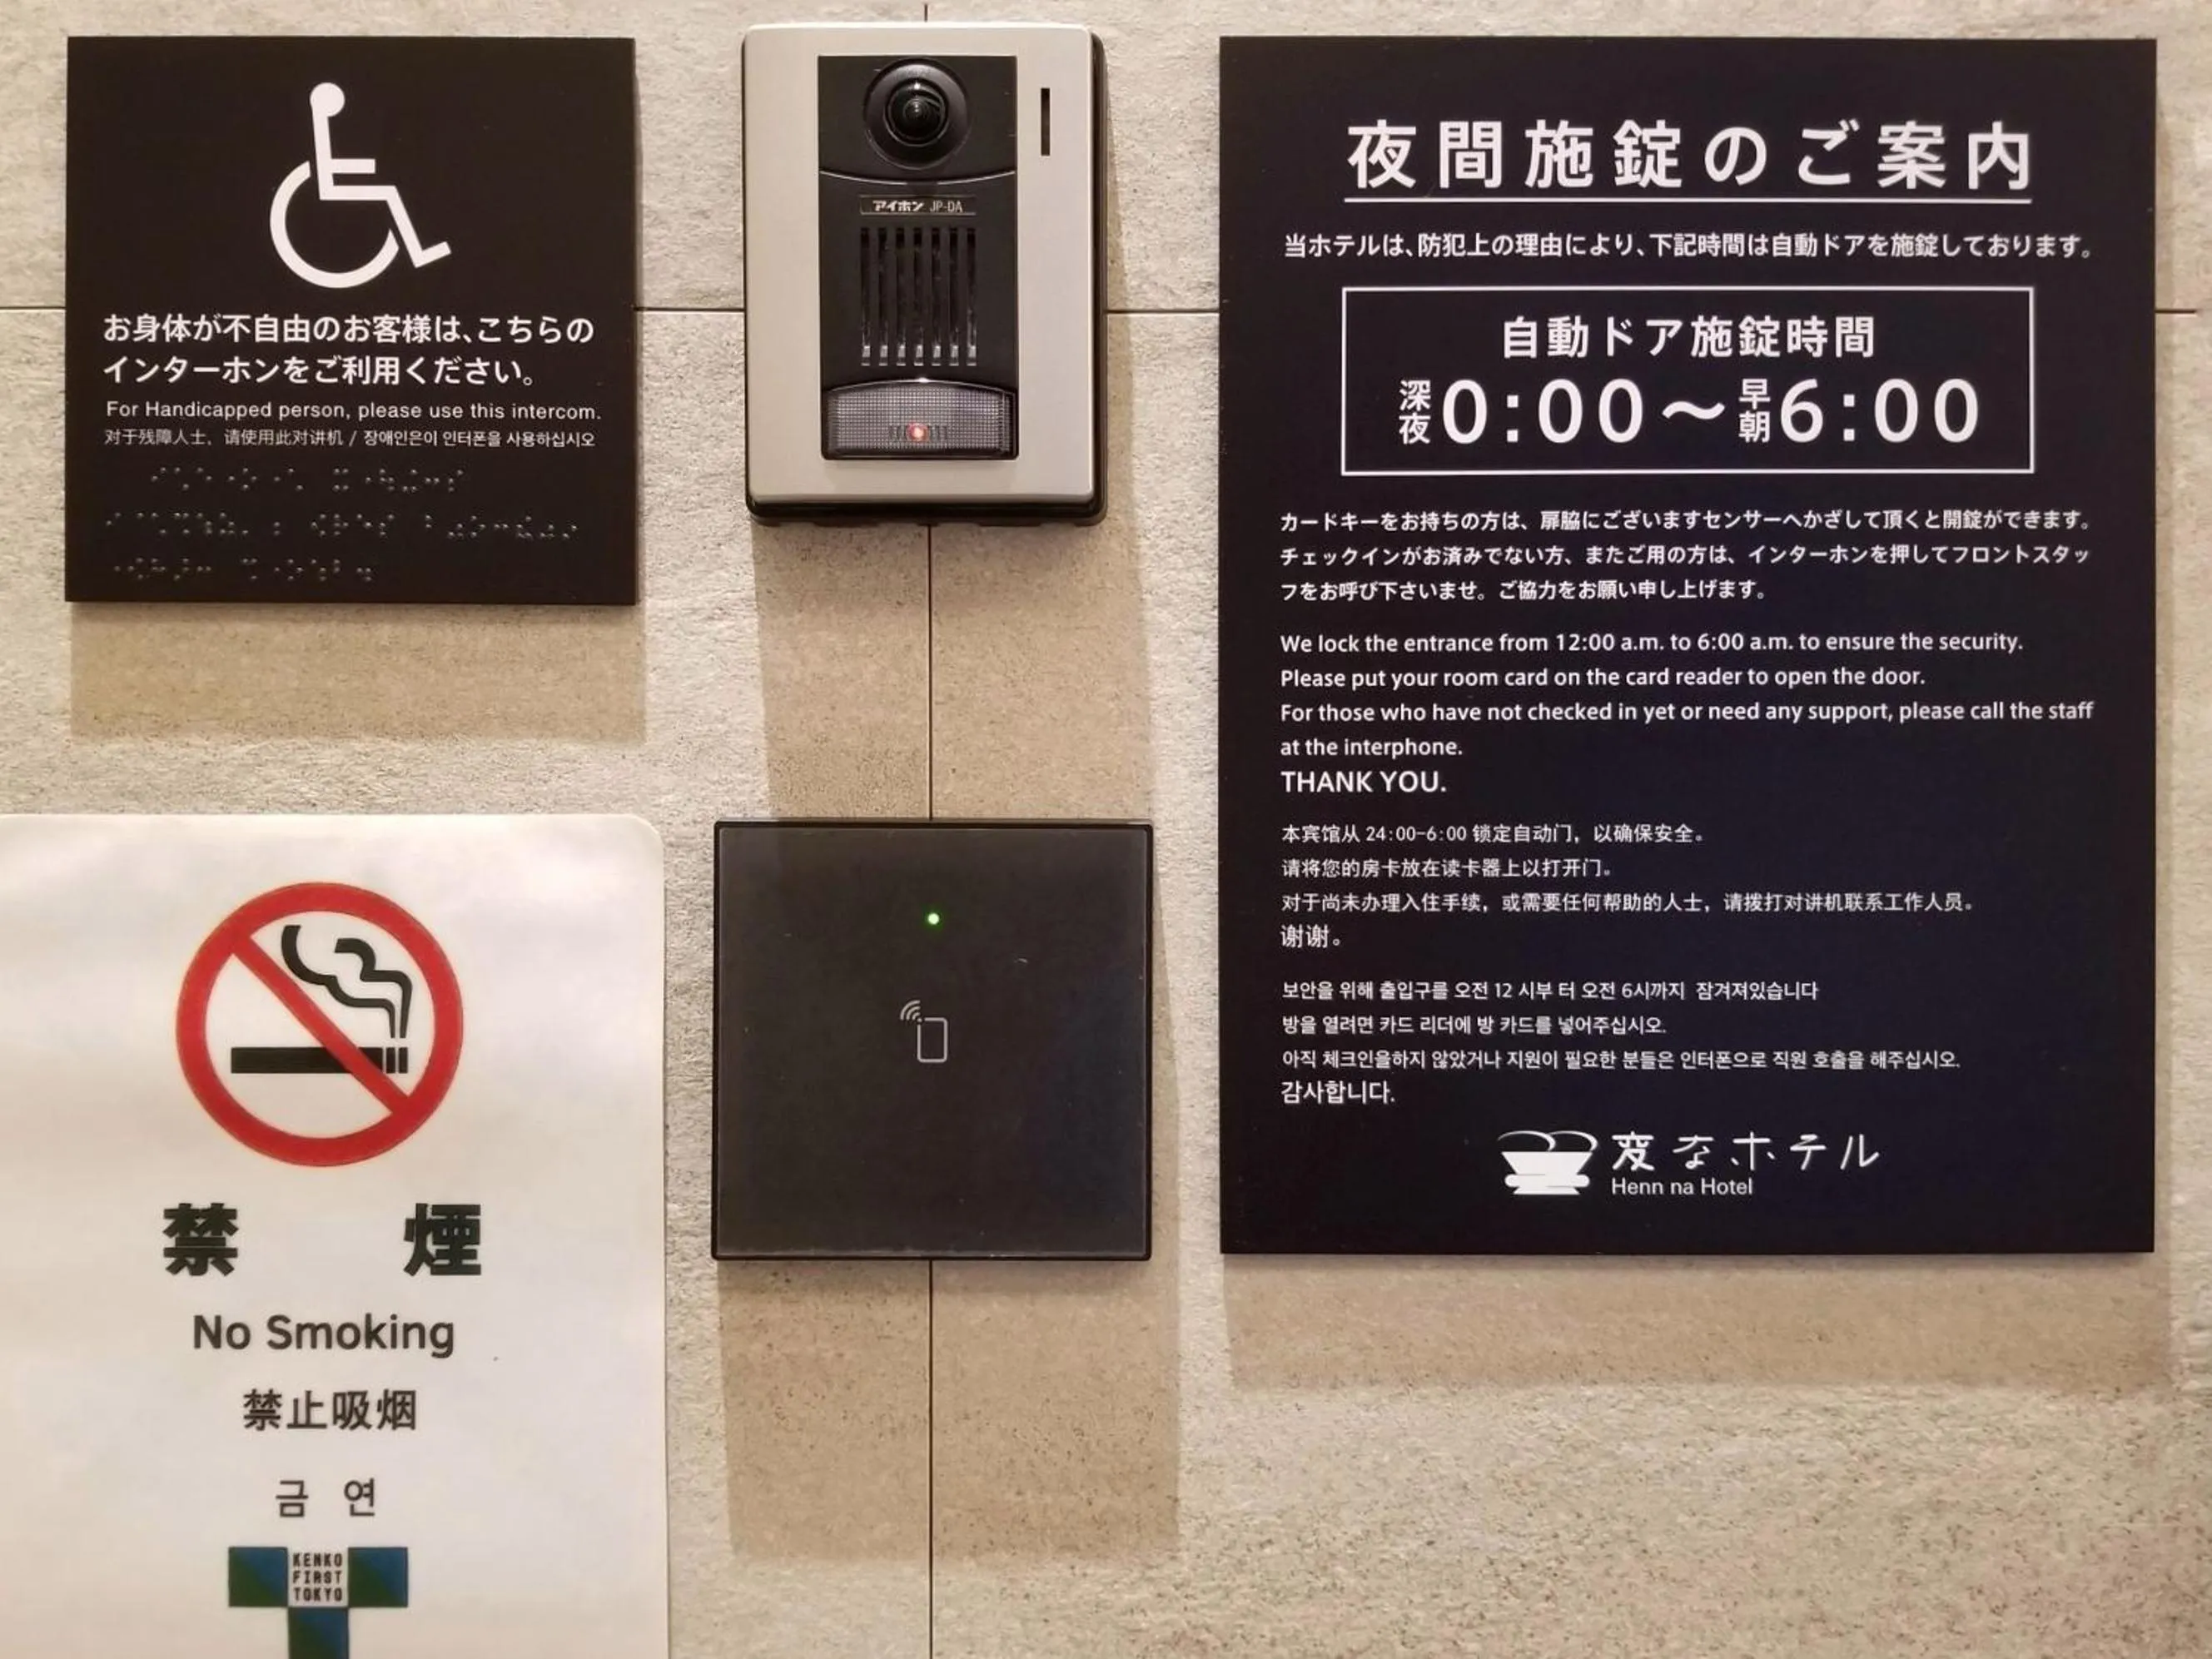 お身体が不自由のお客様は、こちらの
インターホンをご利用ください。
For Handicapped person, please use this intercom.
对于残障人士，请使用此对讲机 / 장애인은이 인터폰을 사용하십시오
アイホン JP-DA
夜間施錠のご案内
当ホテルは、防犯上の理由により、下記時間は自動ドアを施錠しております。
自動ドア施錠時間
深夜0:00～早朝6:00
カードキーをお持ちの方は、扉脇にございますセンサーへかざして頂くと開錠ができます。
チェックインがお済みでない方、またご用の方は、インターホンを押してフロントスタッ
フをお呼び下さいませ。ご協力をお願い申し上げます。
We lock the entrance from 12:00 a.m. to 6:00 a.m. to ensure the security.
Please put your room card on the card reader to open the door.
For those who have not checked in yet or need any support, please call the staff
at the interphone.
THANK YOU.
本宾馆从 24:00-6:00 锁定自动门，以确保安全。
请将您的房卡放在读卡器上以打开门。
对于尚未办理入住手续，或需要任何帮助的人士，请拨打对讲机联系工作人员。
谢谢。
보안을 위해 출입구를 오전 12 시부 터 오전 6시까지 잠겨져있습니다
방을 열려면 카드 리더에 방 카드를 넣어주십시오.
아직 체크인을하지 않았거나 지원이 필요한 분들은 인터폰으로 직원 호출을 해주십시오.
감사합니다.
変なホテル
Henn na Hotel
禁 煙
No Smoking
禁止吸烟
금 연
KENKO
FIRST
TOKYO